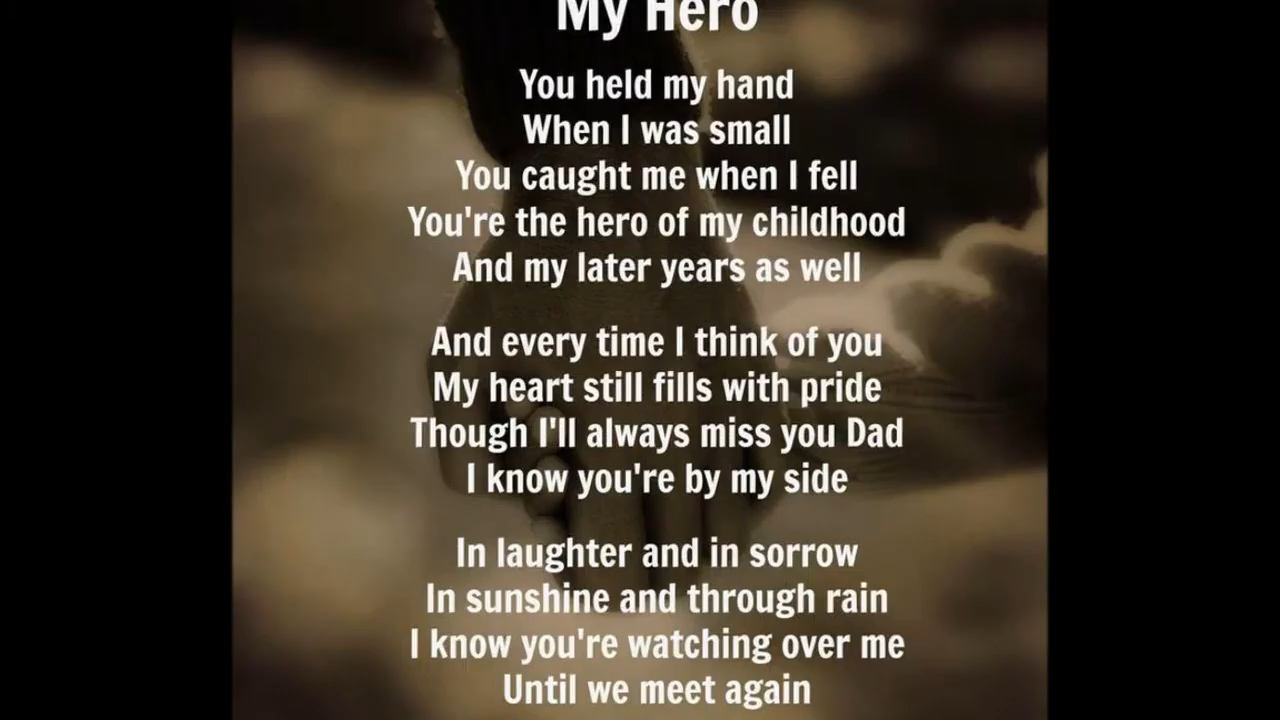 My Hero
You held my hand
When I was small
You caught me when I fell
You're the hero of my childhood
And my later years as well
And every time I think of you
My heart still fills with pride
Though I'll always miss you Dad
I know you're by my side
In laughter and in sorrow
In sunshine and through rain
I know you're watching over me
Until we meet again